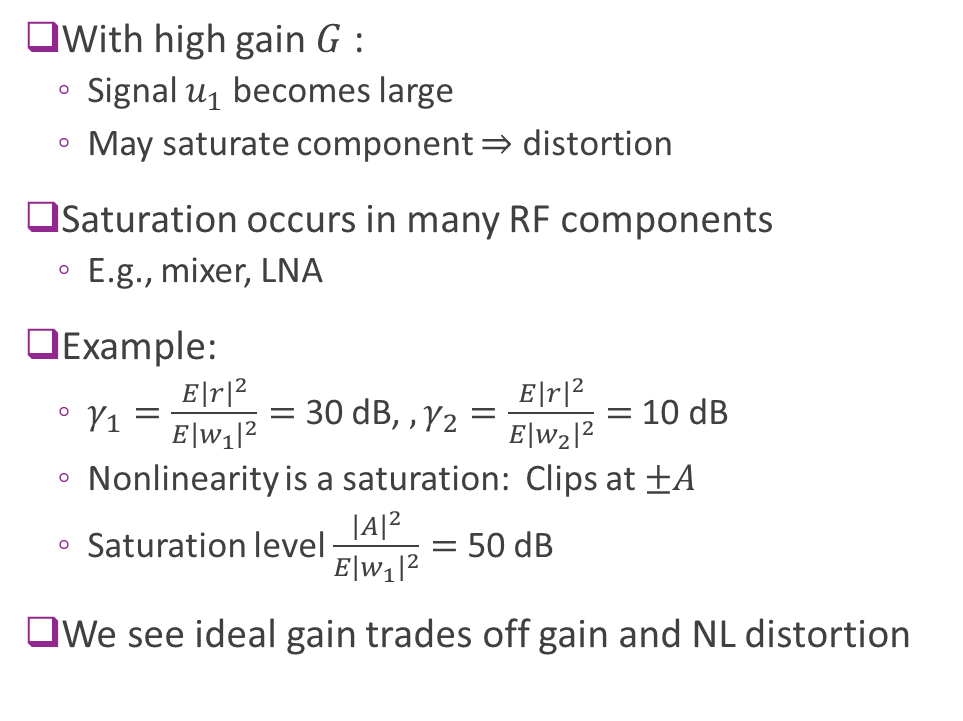 ❑With high gain 𝐺 :
◦ Signal 𝑢₁ becomes large
◦ May saturate component ⇒ distortion
❑Saturation occurs in many RF components
◦ E.g., mixer, LNA
❑Example:
◦ 𝛾₁ = 𝐸|𝑟|²/𝐸|𝑤₁|² = 30 dB, , 𝛾₂ = 𝐸|𝑟|²/𝐸|𝑤₂|² = 10 dB
◦ Nonlinearity is a saturation: Clips at ±𝐴
◦ Saturation level |𝐴|²/𝐸|𝑤₁|² = 50 dB
❑We see ideal gain trades off gain and NL distortion